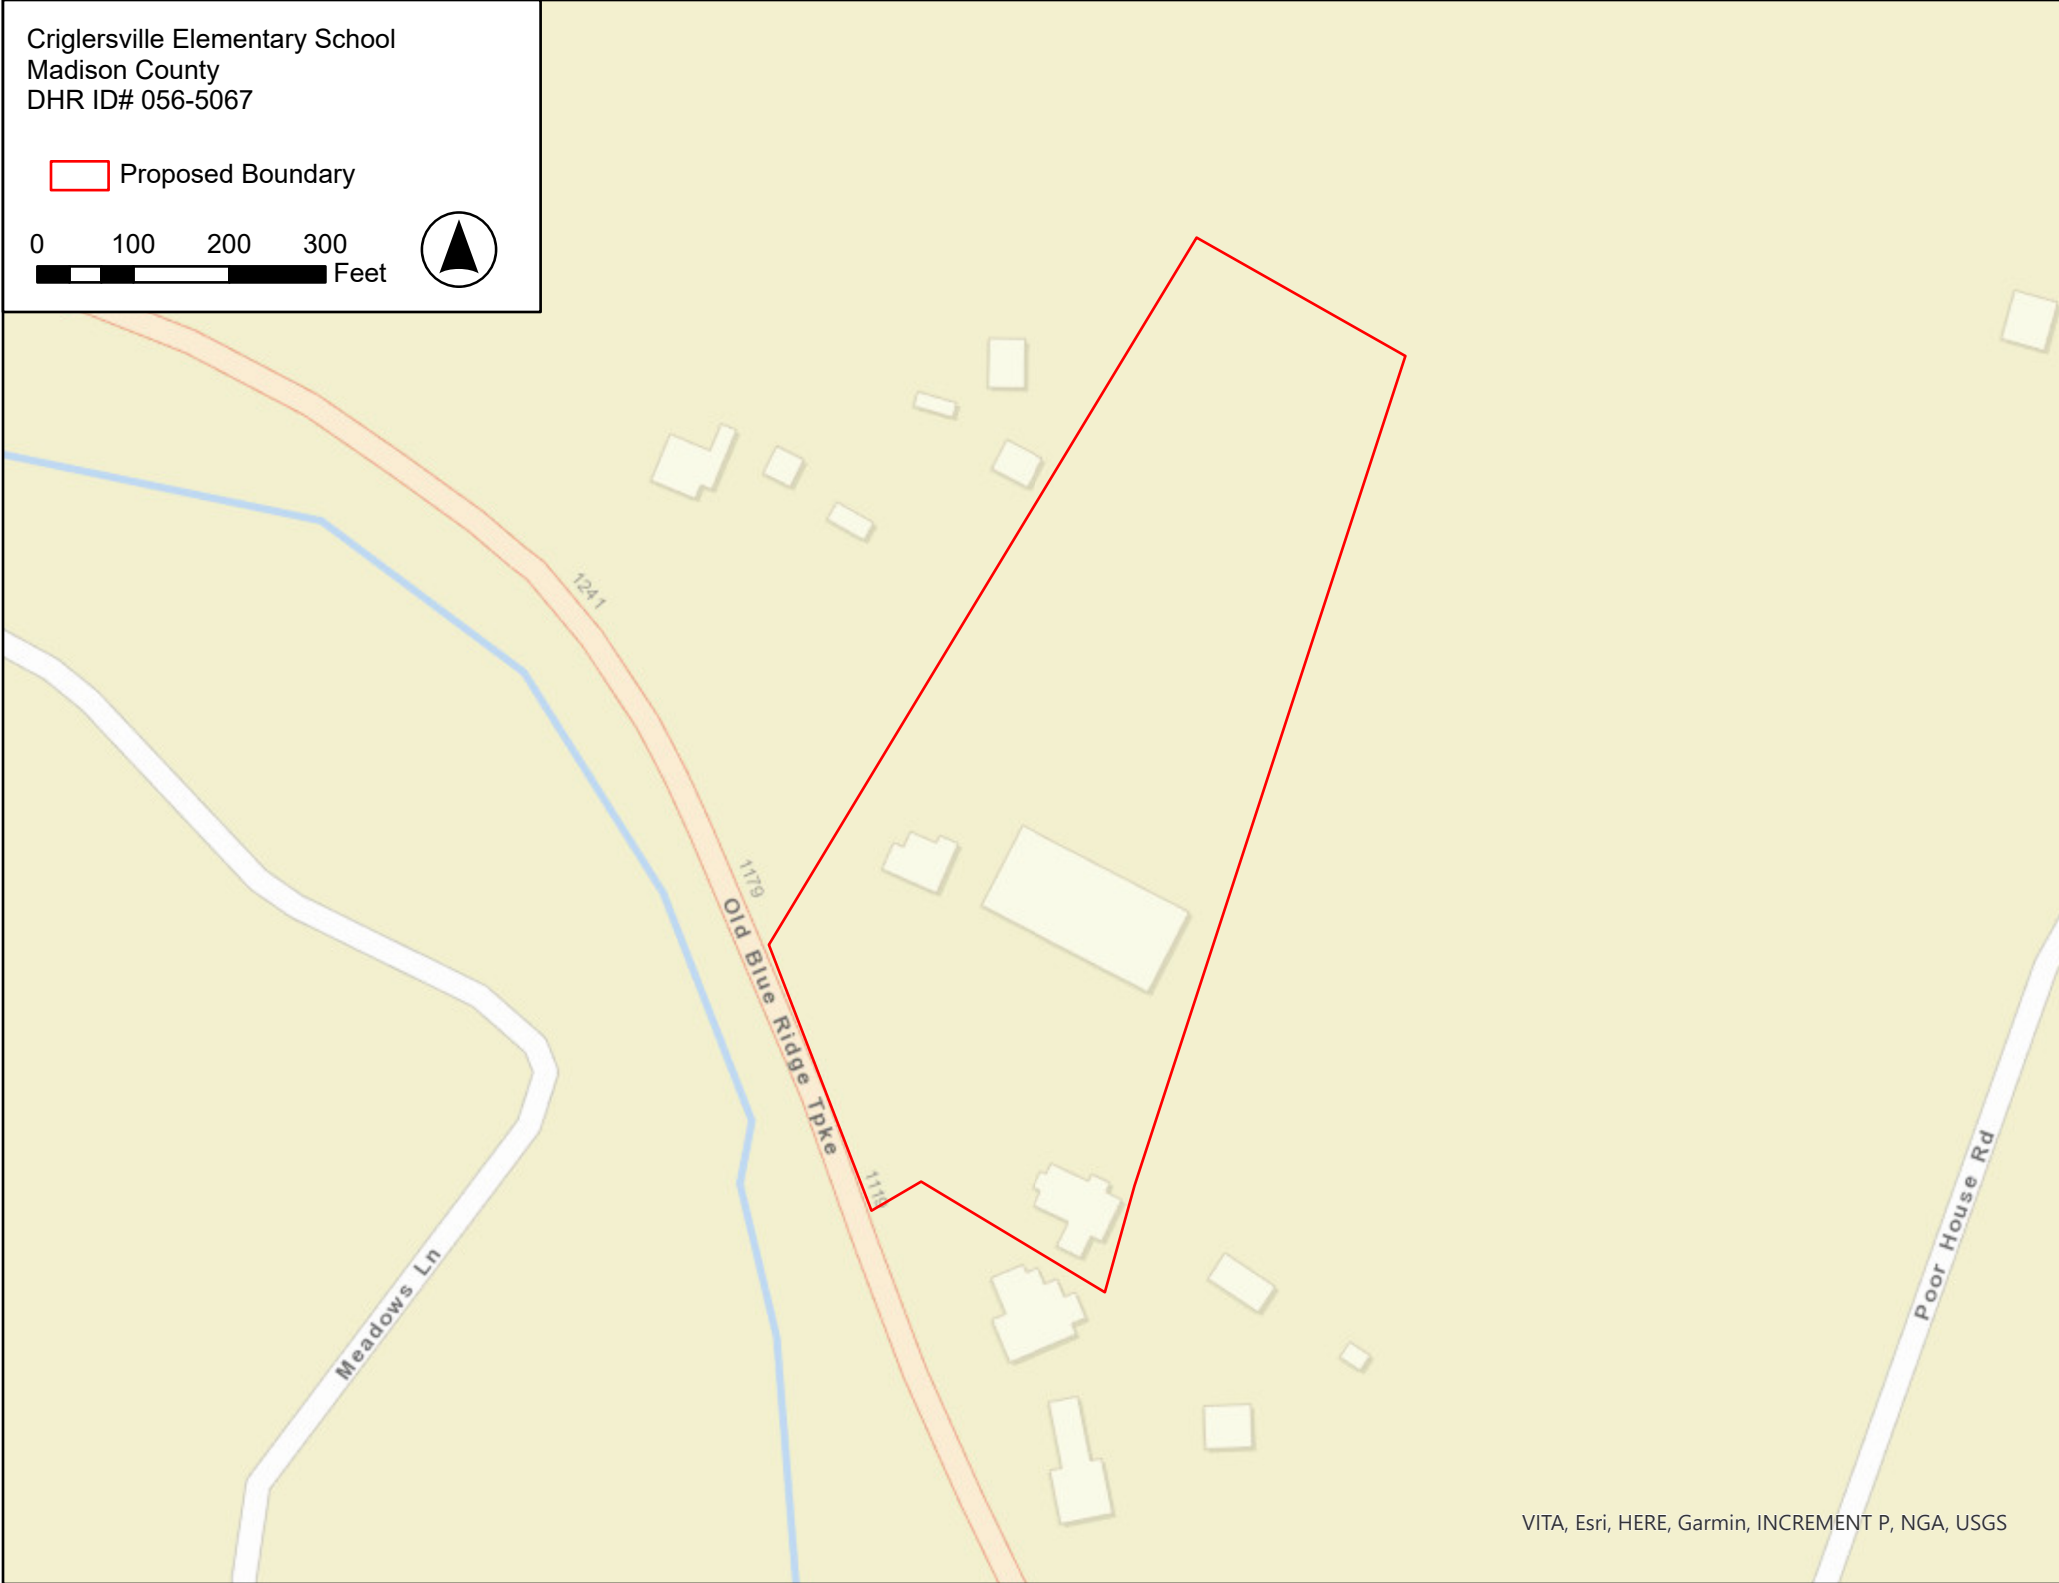 Criglersville Elementary School
Madison County
DHR ID# 056-5067
Proposed Boundary
0 100 200 300
Feet
1241
1179
Old Blue Ridge Tpke
1119
Meadows Ln
Poor House Rd
VITA, Esri, HERE, Garmin, INCREMENT P, NGA, USGS